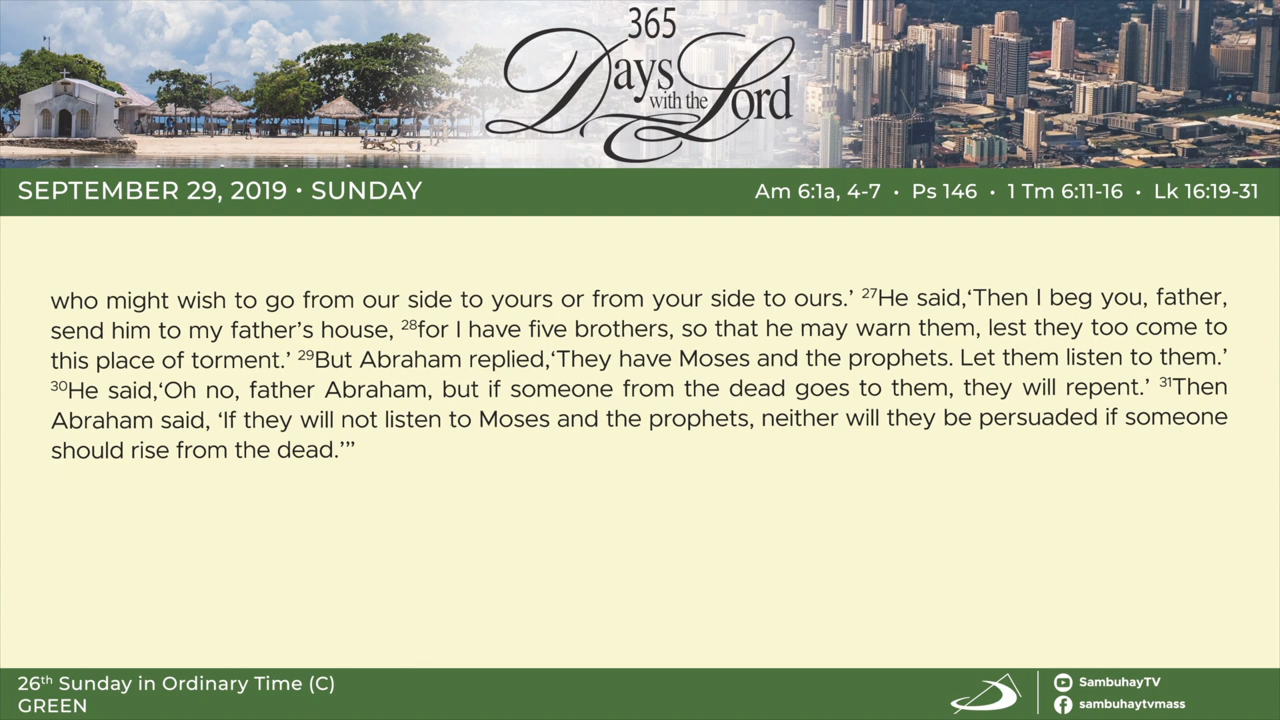 365
Days with the Lord
SEPTEMBER 29, 2019 • SUNDAY
Am 6:1a, 4-7 • Ps 146 • 1 Tm 6:11-16 • Lk 16:19-31
who might wish to go from our side to yours or from your side to ours.’ ²⁷He said,‘Then I beg you, father,
send him to my father’s house, ²⁸for I have five brothers, so that he may warn them, lest they too come to
this place of torment.’ ²⁹But Abraham replied,‘They have Moses and the prophets. Let them listen to them.’
³⁰He said,‘Oh no, father Abraham, but if someone from the dead goes to them, they will repent.’ ³¹Then
Abraham said, ‘If they will not listen to Moses and the prophets, neither will they be persuaded if someone
should rise from the dead.’”
26th Sunday in Ordinary Time (C)
GREEN
SambuhayTV
sambuhaytvmass